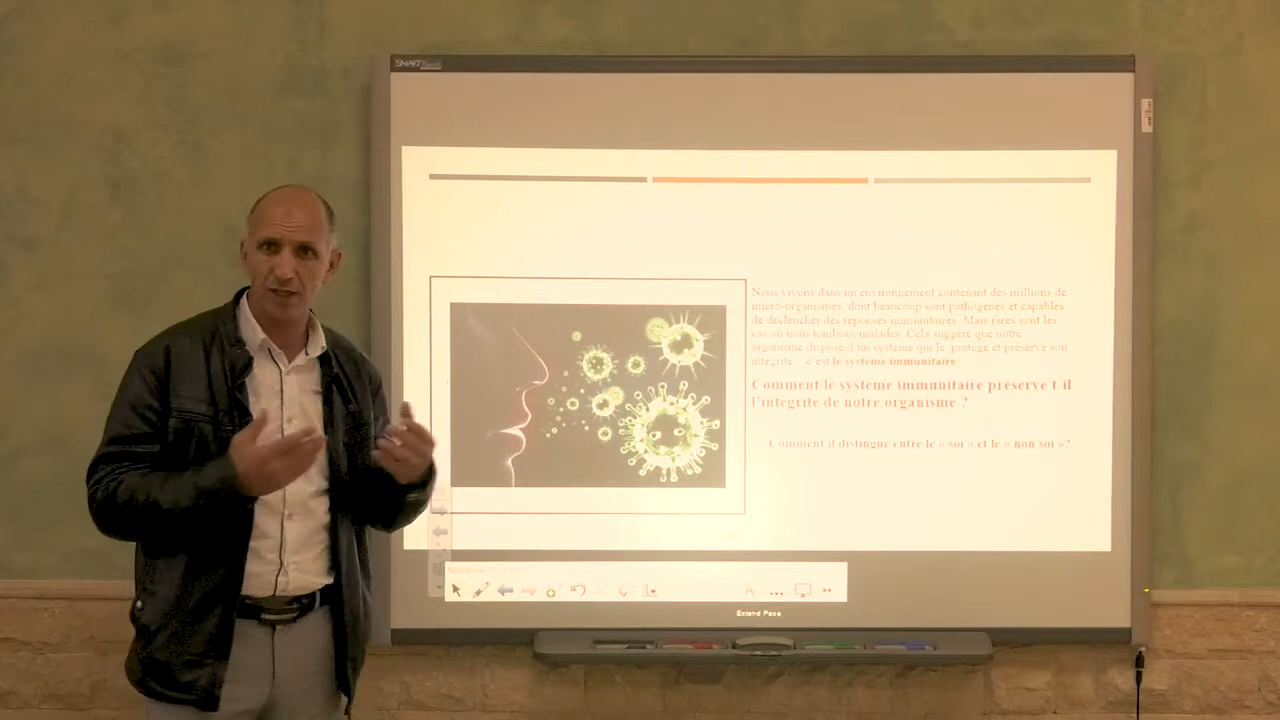 SMART Board
Nous vivons dans un environnement contenant des millions de
micro-organismes, dont beaucoup sont pathogènes et capables
de déclencher des réponses immunitaires. Mais rares sont les
cas où nous tombons malades. Cela suggère que notre
organisme dispose d'un système qui le protège et préserve son
intégrité : c'est le système immunitaire.
Comment le système immunitaire préserve t-il
l'intégrité de notre organisme ?
Comment il distingue entre le « soi » et le « non soi »?
Extend Page